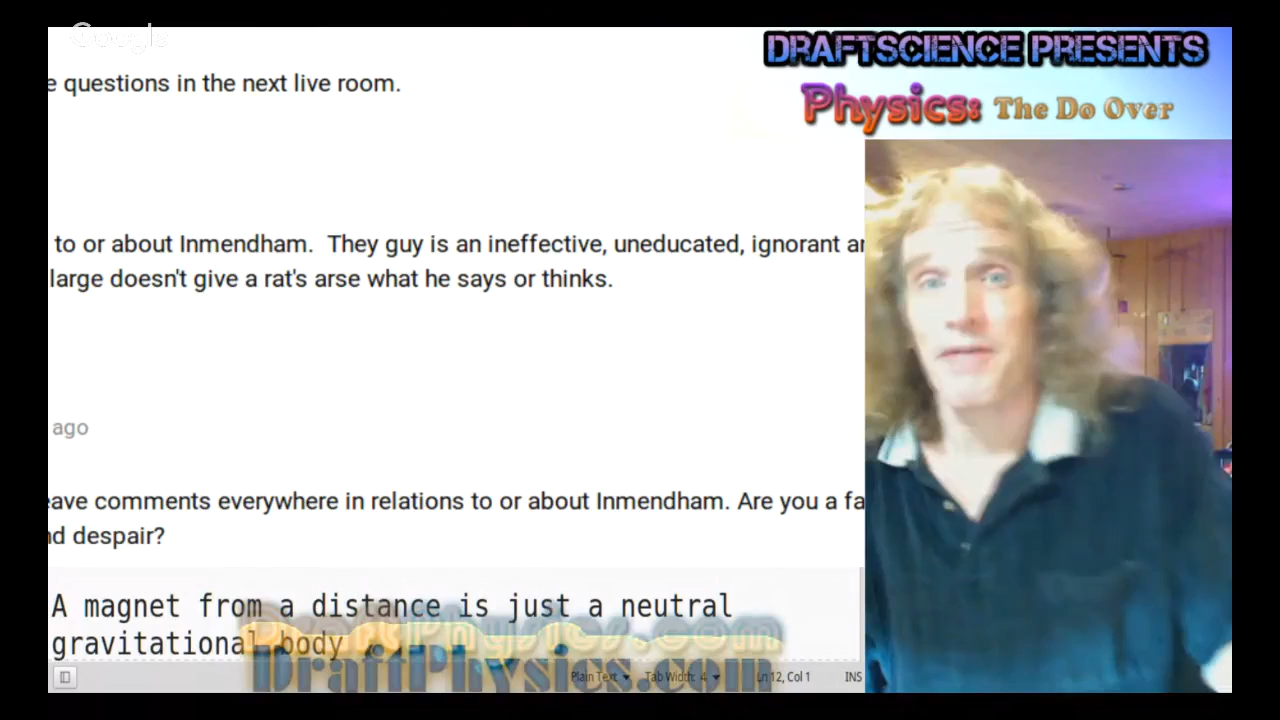 Google
DRAFTSCIENCE PRESENTS
Physics: The Do Over
e questions in the next live room.
to or about Inmendham.  They guy is an ineffective, uneducated, ignorant ar
large doesn't give a rat's arse what he says or thinks.
ago
eave comments everywhere in relations to or about Inmendham. Are you a fa
nd despair?
A magnet from a distance is just a neutral
gravitational body
DraftPhysics.com
DraftPhysics.com
Plain Text Tab Width: 4 Ln 12, Col 1 INS